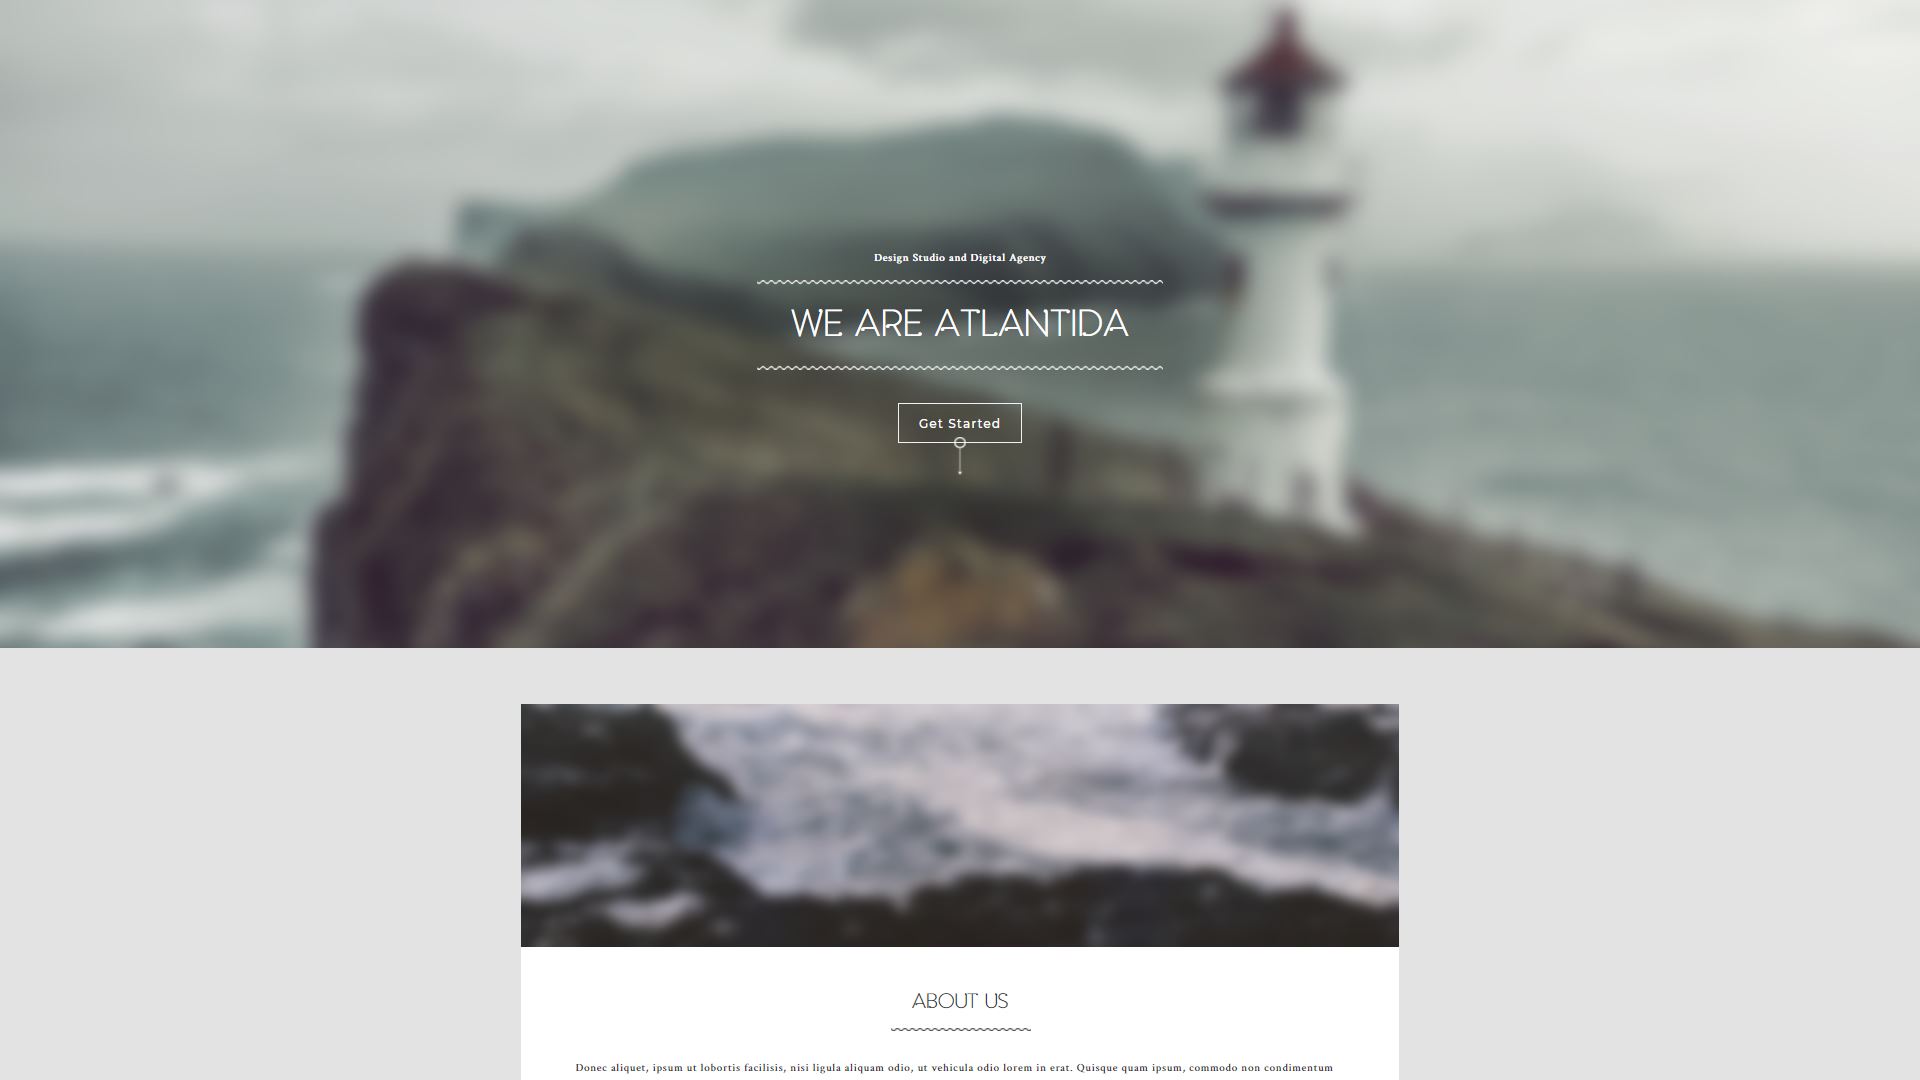 Design Studio and Digital Agency
WE ARE ATLANTIDA
Get Started
ABOUT US
Donec aliquet, ipsum ut lobortis facilisis, nisi ligula aliquam odio, ut vehicula odio lorem in erat. Quisque quam ipsum, commodo non condimentum